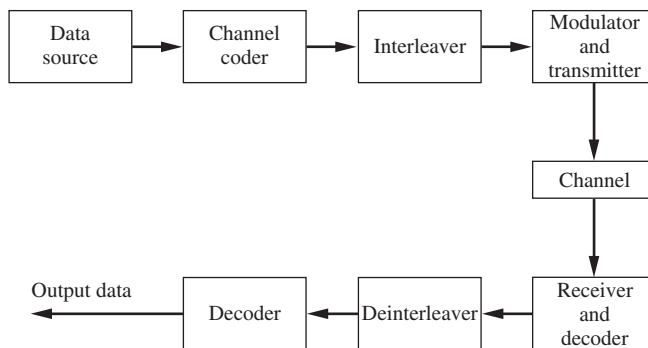 Data
source
Channel
coder
Interleaver
Modulator
and
transmitter
Channel
Receiver
and
decoder
Deinterleaver
Decoder
Output data